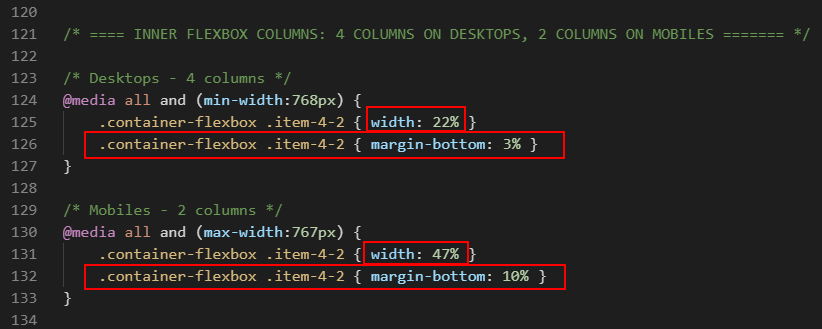 120
121 /* ==== INNER FLEXBOX COLUMNS: 4 COLUMNS ON DESKTOPS, 2 COLUMNS ON MOBILES ======= */
122
123 /* Desktops - 4 columns */
124 @media all and (min-width:768px) {
125 .container-flexbox .item-4-2 { width: 22% }
126 .container-flexbox .item-4-2 { margin-bottom: 3% }
127 }
128
129 /* Mobiles - 2 columns */
130 @media all and (max-width:767px) {
131 .container-flexbox .item-4-2 { width: 47% }
132 .container-flexbox .item-4-2 { margin-bottom: 10% }
133 }
134